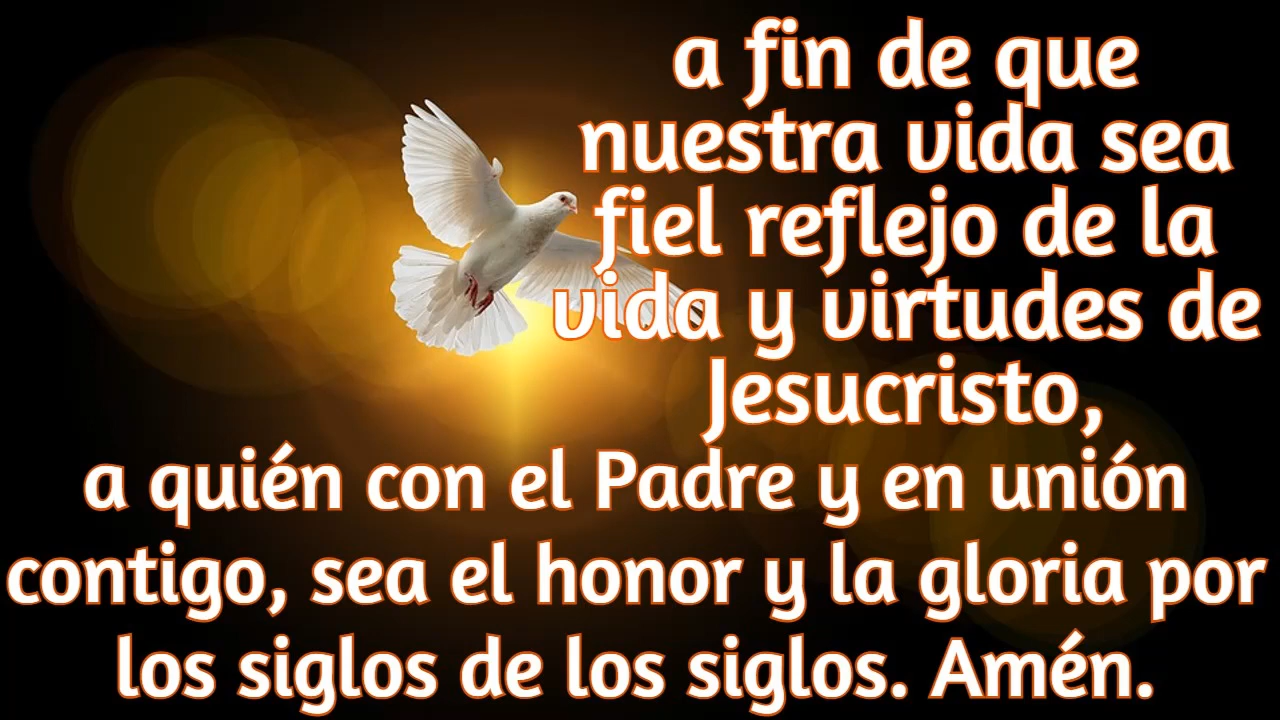 a fin de que
nuestra vida sea
fiel reflejo de la
vida y virtudes de
Jesucristo,
a quién con el Padre y en unión
contigo, sea el honor y la gloria por
los siglos de los siglos. Amén.